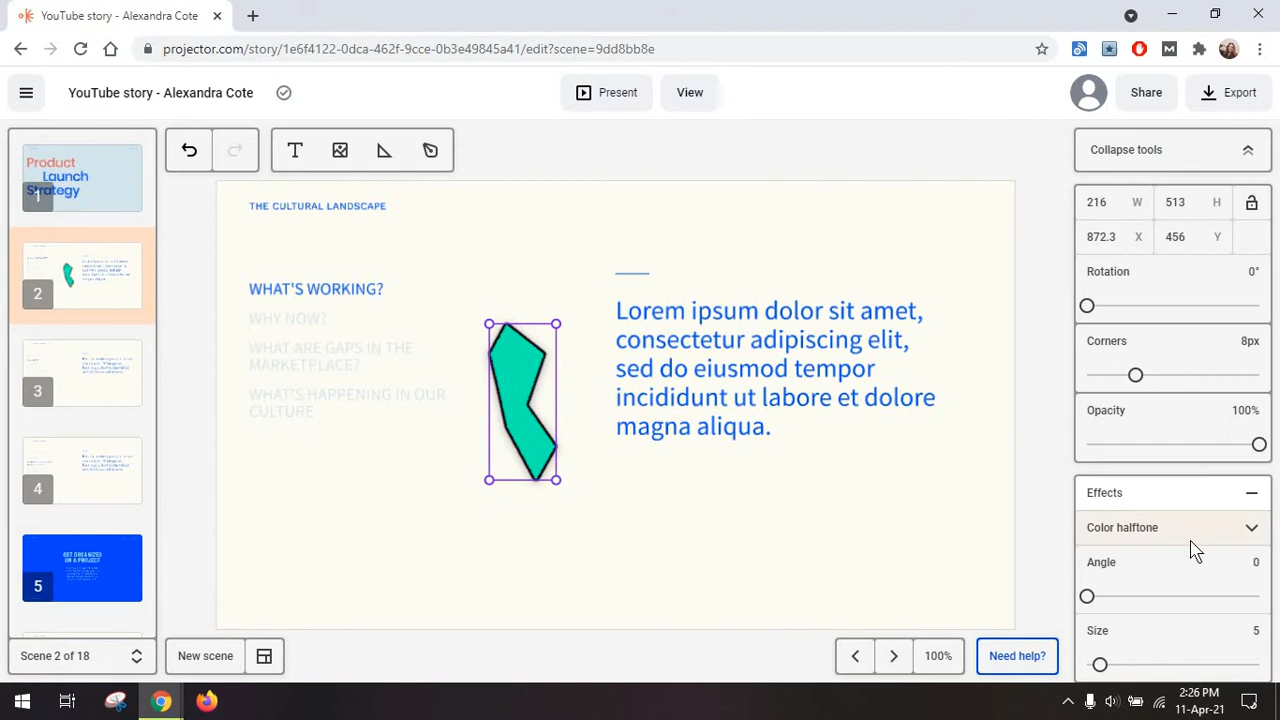 YouTube story - Alexandra Cote
projector.com/story/1e6f4122-0dca-462f-9cce-0b3e49845a41/edit?scene=9dd8bb8e
YouTube story - Alexandra Cote
Present
View
Share
Export
Product
Launch
Strategy
1
2
3
4
GET ORGANIZED
ON A PROJECT
5
Scene 2 of 18
THE CULTURAL LANDSCAPE
WHAT'S WORKING?
WHY NOW?
WHAT ARE GAPS IN THE
MARKETPLACE?
WHAT'S HAPPENING IN OUR
CULTURE
Lorem ipsum dolor sit amet,
consectetur adipiscing elit,
sed do eiusmod tempor
incididunt ut labore et dolore
magna aliqua.
New scene
100%
Need help?
Collapse tools
216 W 513 H
872.3 X 456 Y
Rotation 0°
Corners 8px
Opacity 100%
Effects
Color halftone
Angle 0
Size 5
2:26 PM
11-Apr-21